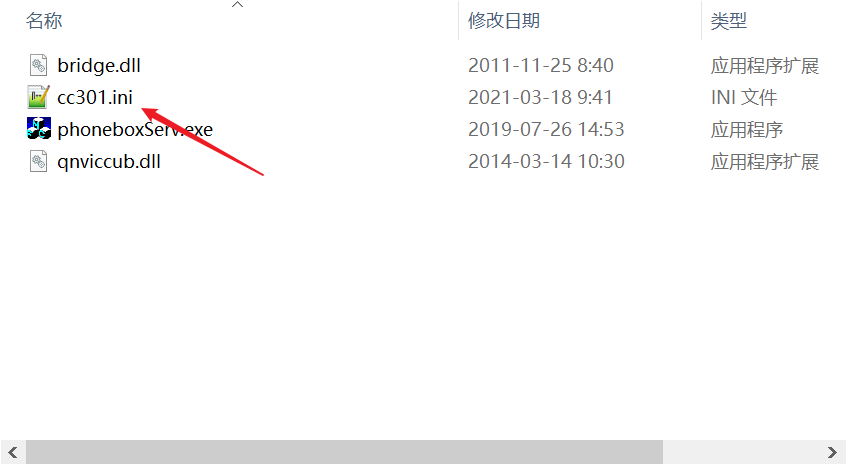 名称 修改日期 类型
bridge.dll 2011-11-25 8:40 应用程序扩展
cc301.ini 2021-03-18 9:41 INI 文件
phoneboxServ.exe 2019-07-26 14:53 应用程序
qnviccub.dll 2014-03-14 10:30 应用程序扩展